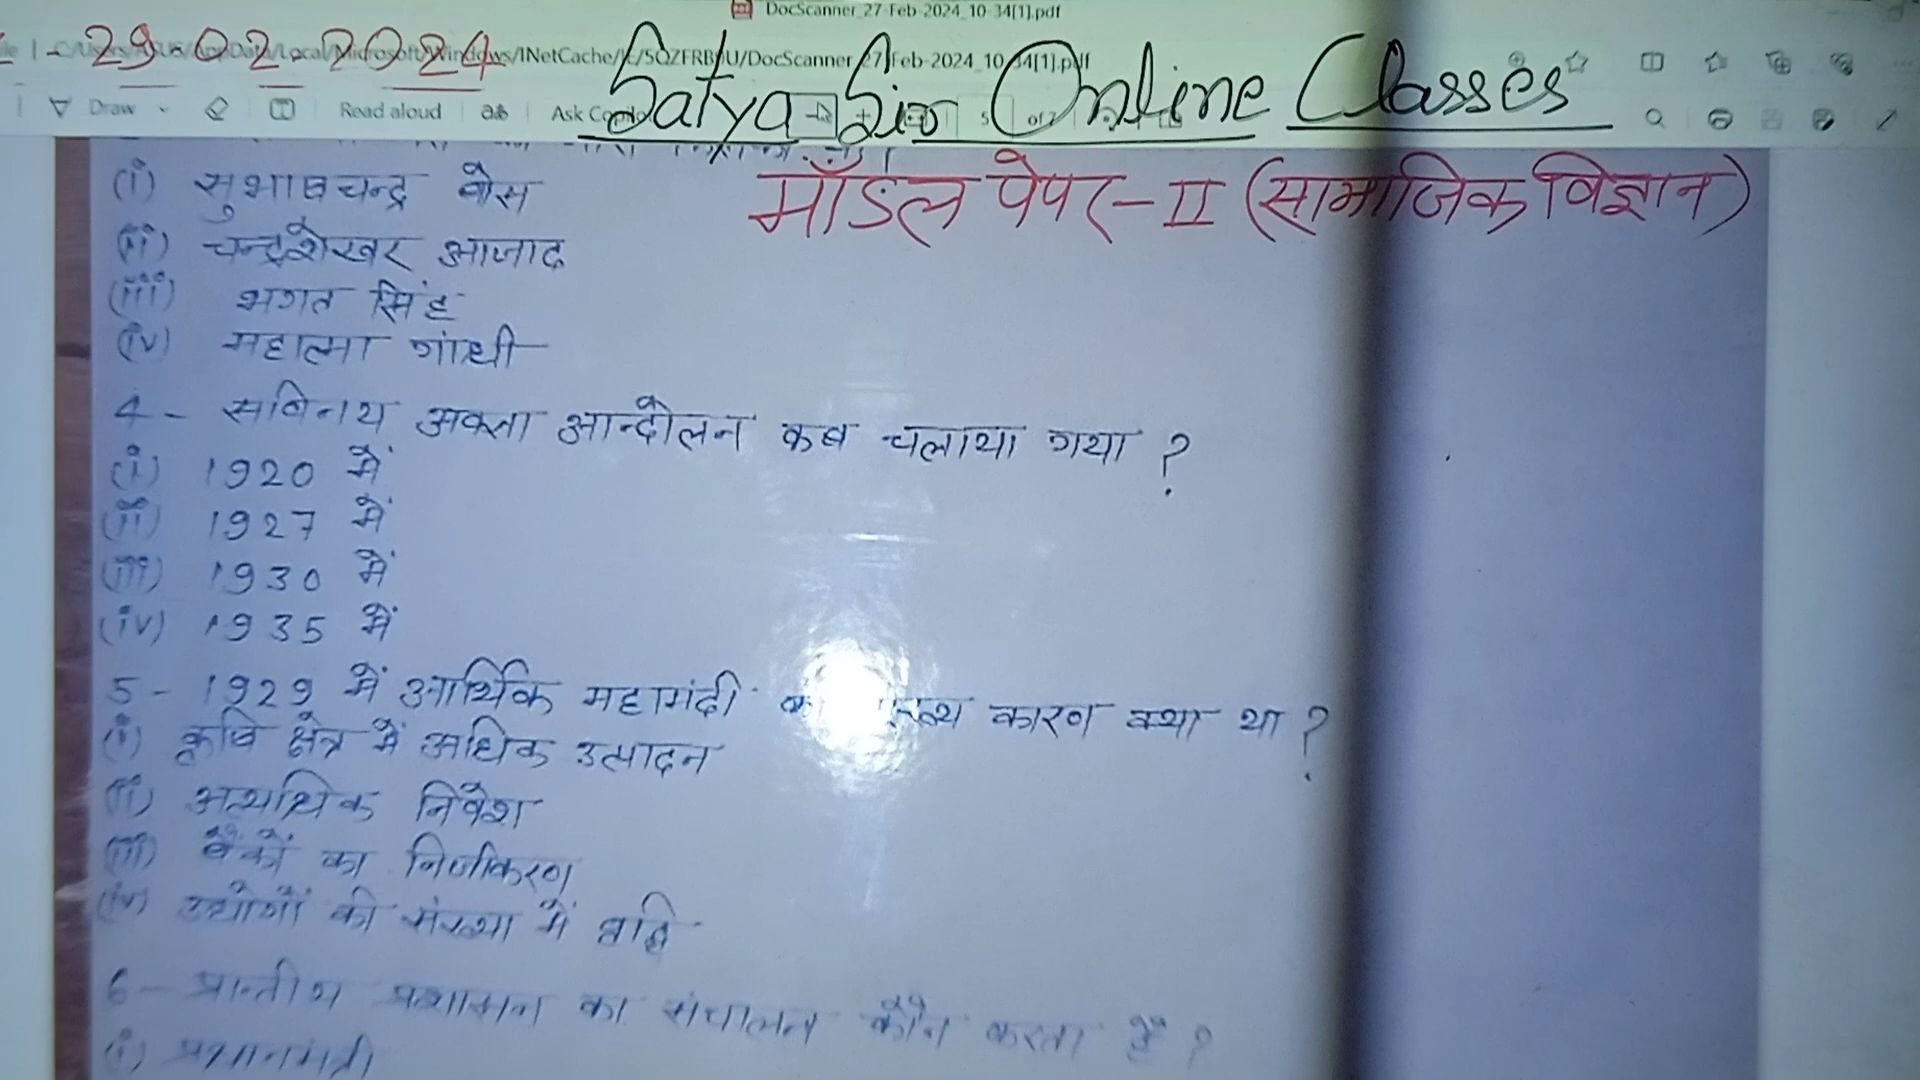 DocScanner_27-Feb-2024_10-34[1].pdf
29-02-2024
Satya Bio Online Classes
Draw
Read aloud
मॉडल पेपर-II (सामाजिक विज्ञान)
(i) सुभाषचन्द्र बोस
(ii) चन्द्रशेखर आजाद
(iii) भगत सिंह
(iv) महात्मा गांधी
4- सविनय अवज्ञा आन्दोलन कब चलाया गया ?
(i) 1920 में
(ii) 1927 में
(iii) 1930 में
(iv) 1935 में
5- 1929 में आर्थिक महामंदी का कारण क्या था ?
(i) कृषि क्षेत्र में अधिक उत्पादन
(ii) अत्यधिक निवेश
(iii) बैंकों का निजीकरण
(iv) उद्योगों की संख्या में वृद्धि
6- प्रान्तीय प्रशासन का संचालन कौन करता है ?
(i) प्रधानमंत्री